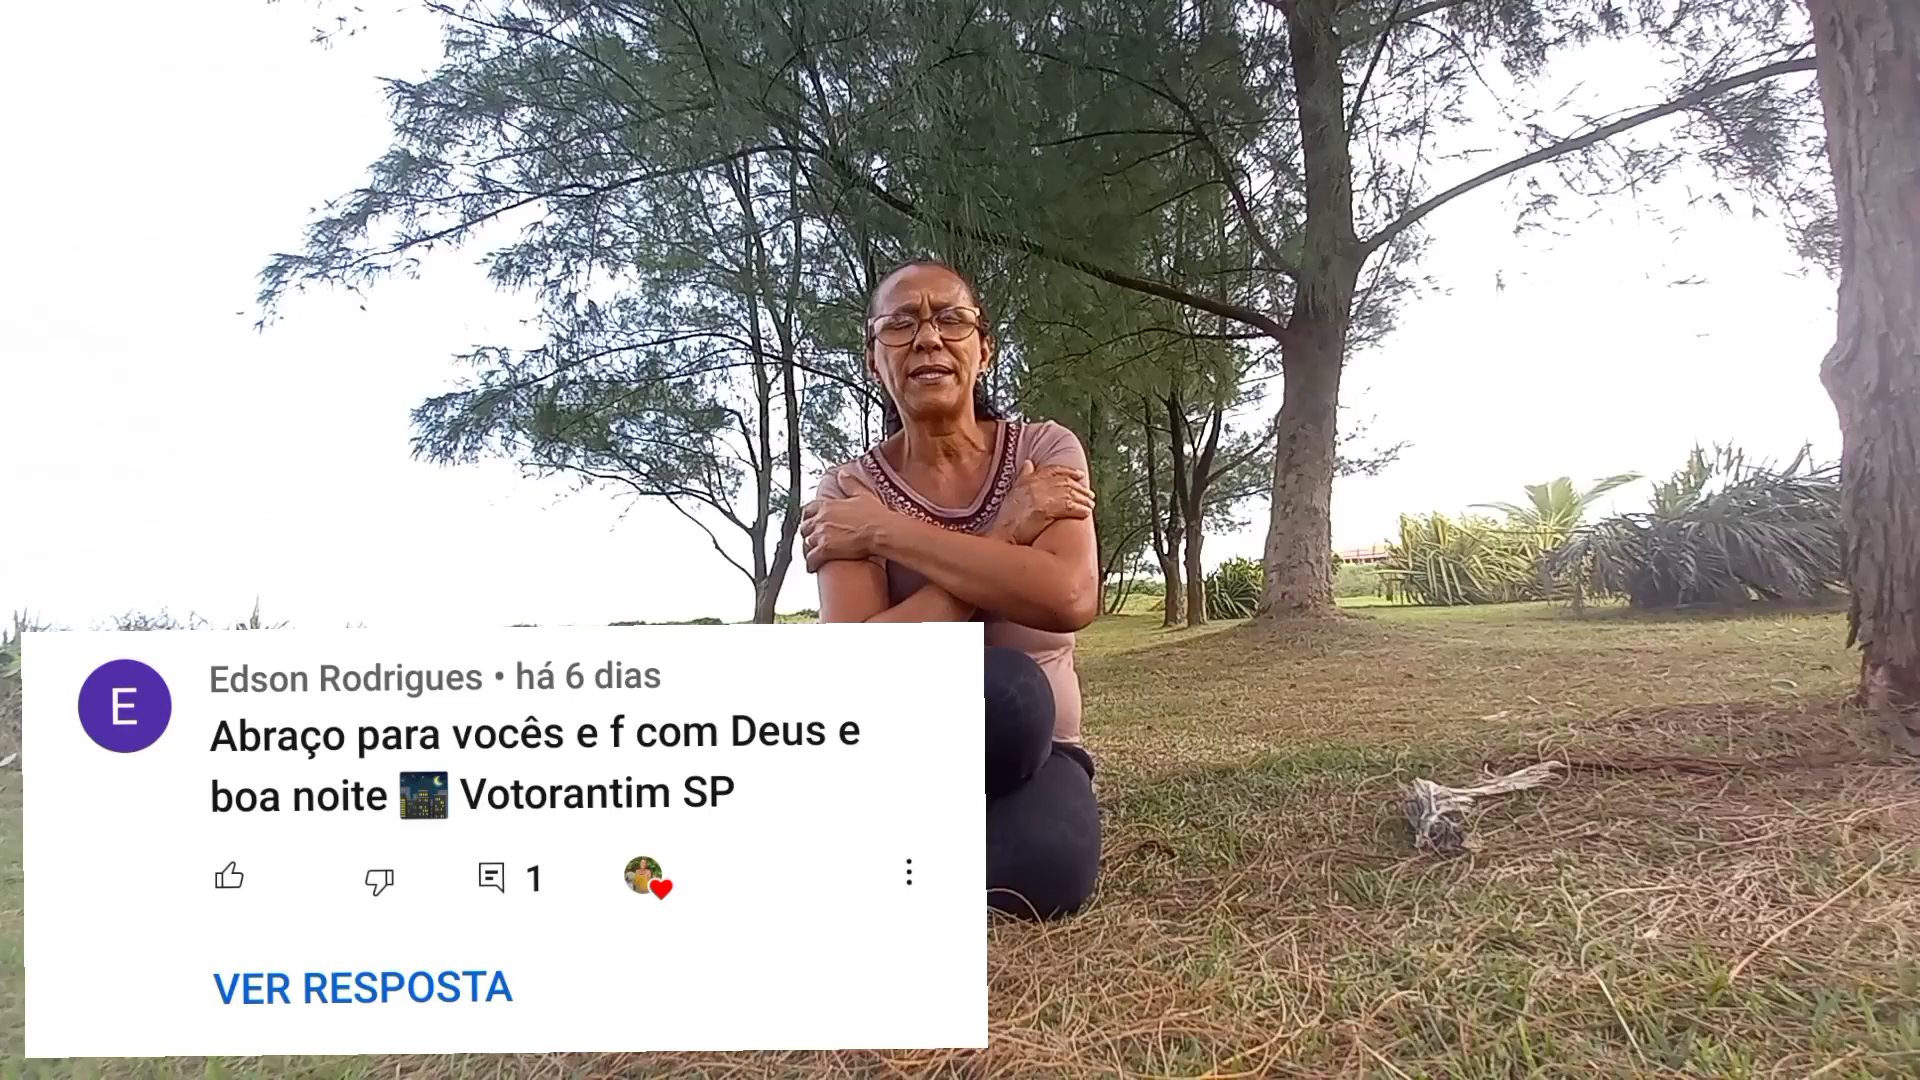 E
Edson Rodrigues • há 6 dias
Abraço para vocês e f com Deus e
boa noite 🌃 Votorantim SP
1
VER RESPOSTA